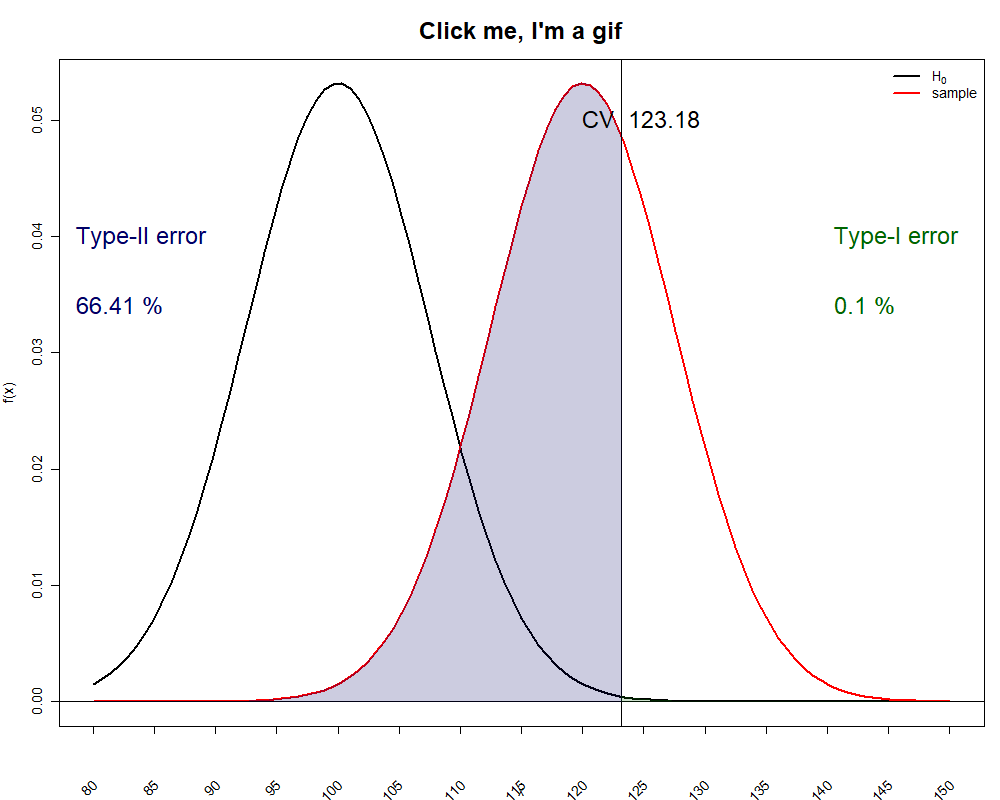 Click me, I'm a gif
H0
sample
CV 123.18
Type-II error
Type-I error
66.41 %
0.1 %
f(x)
0.05
0.04
0.03
0.02
0.01
0.00
80 85 90 95 100 105 110 115 120 125 130 135 140 145 150